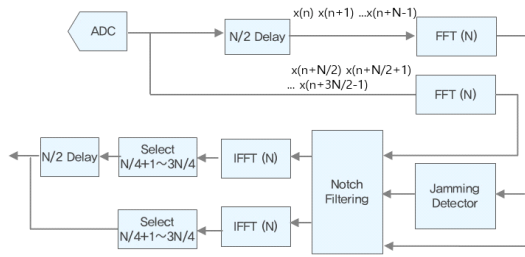 x(n) x(n+1) ...x(n+N-1)
ADC
N/2 Delay
FFT (N)
x(n+N/2) x(n+N/2+1)
... x(n+3N/2-1)
FFT (N)
N/2 Delay
Select
N/4+1～3N/4
IFFT (N)
Notch
Filtering
Jamming
Detector
Select
N/4+1～3N/4
IFFT (N)